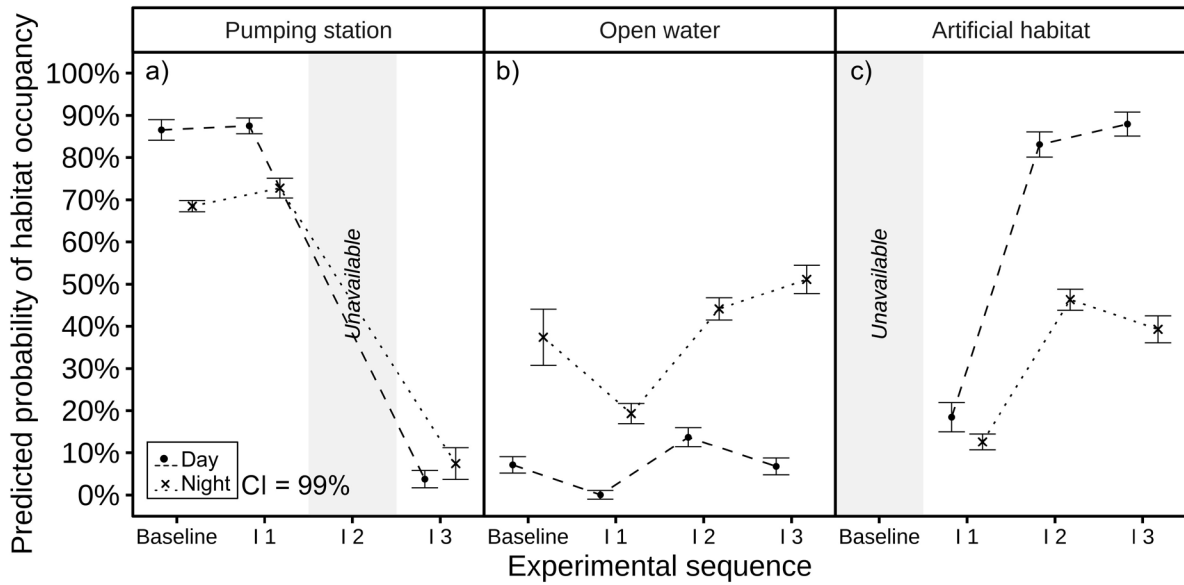 Pumping station
Open water
Artificial habitat
Predicted probability of habitat occupancy
100%
90%
80%
70%
60%
50%
40%
30%
20%
10%
0%
a)
Unavailable
Day
Night
CI = 99%
b)
c)
Unavailable
Baseline I 1 I 2 I 3
Baseline I 1 I 2 I 3
Baseline I 1 I 2 I 3
Experimental sequence